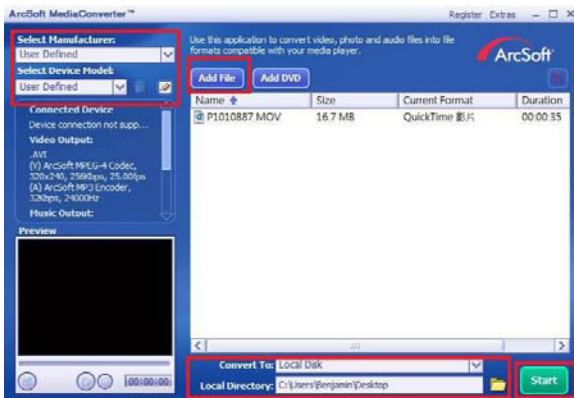 ArcSoft MediaConverter™
Register Extras
Select Manufacturer:
User Defined
Select Device Model:
User Defined
Use this application to convert video, photo and audio files into file
formats compatible with your media player.
ArcSoft
Add File
Add DVD
Name Size Current Format Duration
P1010887.MOV 16.7 MB QuickTime 影片 00:00:35
Connected Device
Device connection not supp...
Video Output:
.AVI
(V) ArcSoft MPEG-4 Codec,
320x240, 256Kbps, 25.00fps
(A) ArcSoft MP3 Encoder,
32Kbps, 24000Hz
Music Output:
Preview
00:00:00
Convert To: Local Disk
Local Directory: C:\Users\Benjamin\Desktop
Start